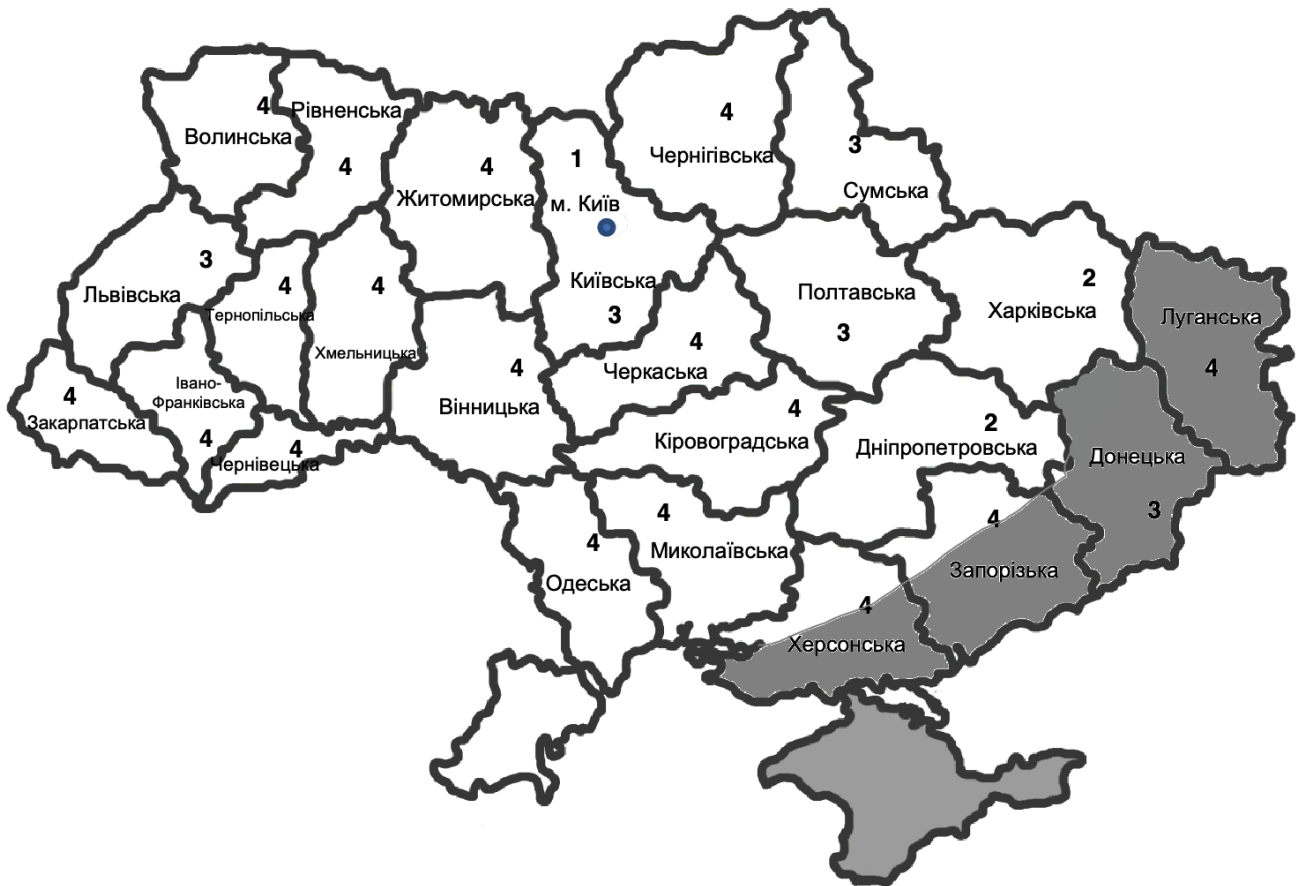 4
Рівненська
Волинська
4
4
Житомирська
1
м. Київ
4
Чернігівська
3
Сумська
3
Львівська
4
Тернопільська
4
Хмельницька
Київська
3
Полтавська
3
2
Харківська
Луганська
4
4
Закарпатська
Івано-
Франківська
4
4
Чернівецька
4
Вінницька
4
Черкаська
4
Кіровоградська
2
Дніпропетровська
Донецька
3
4
Одеська
4
Миколаївська
4
Запорізька
4
Херсонська